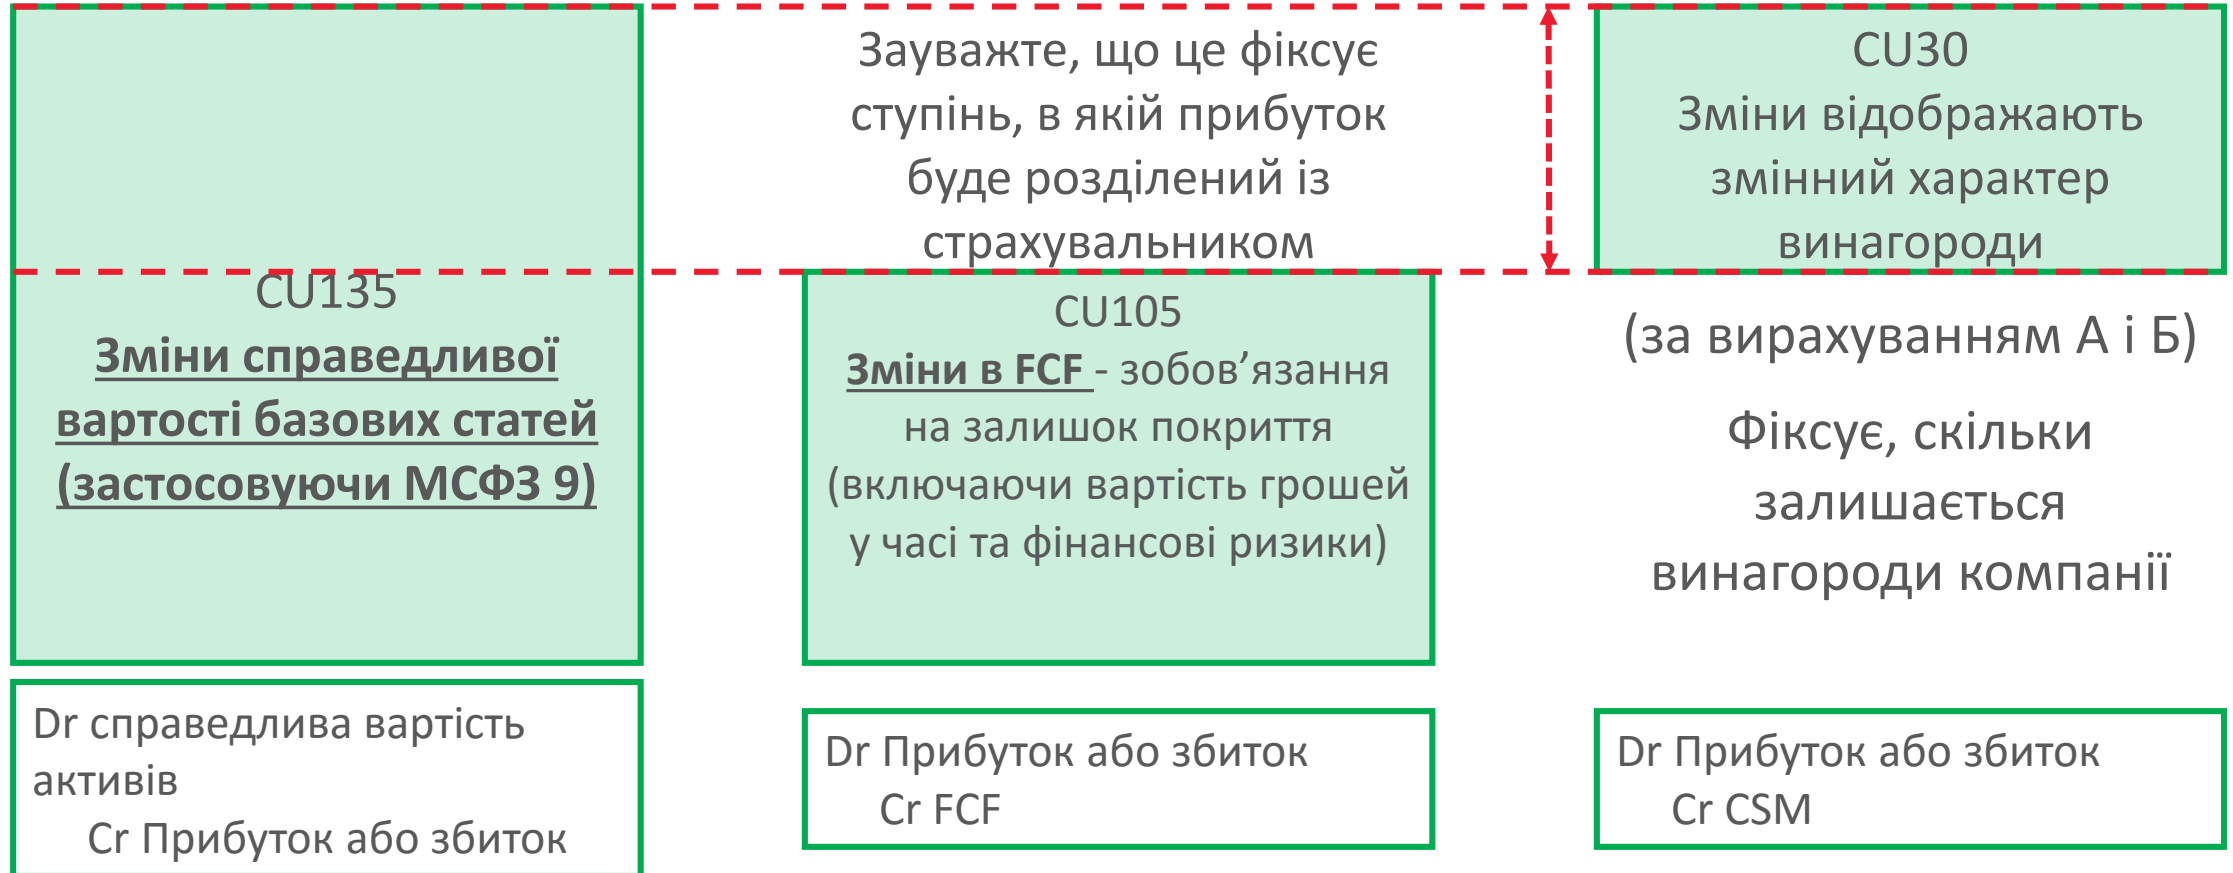 CU135
Зміни справедливої
вартості базових статей
(застосовуючи МСФЗ 9)
Dr справедлива вартість
активів
Cr Прибуток або збиток
Зауважте, що це фіксує
ступінь, в якій прибуток
буде розділений із
страхувальником
CU105
Зміни в FCF - зобов’язання
на залишок покриття
(включаючи вартість грошей
у часі та фінансові ризики)
Dr Прибуток або збиток
Cr FCF
CU30
Зміни відображають
змінний характер
винагороди
(за вирахуванням А і Б)
Фіксує, скільки
залишається
винагороди компанії
Dr Прибуток або збиток
Cr CSM